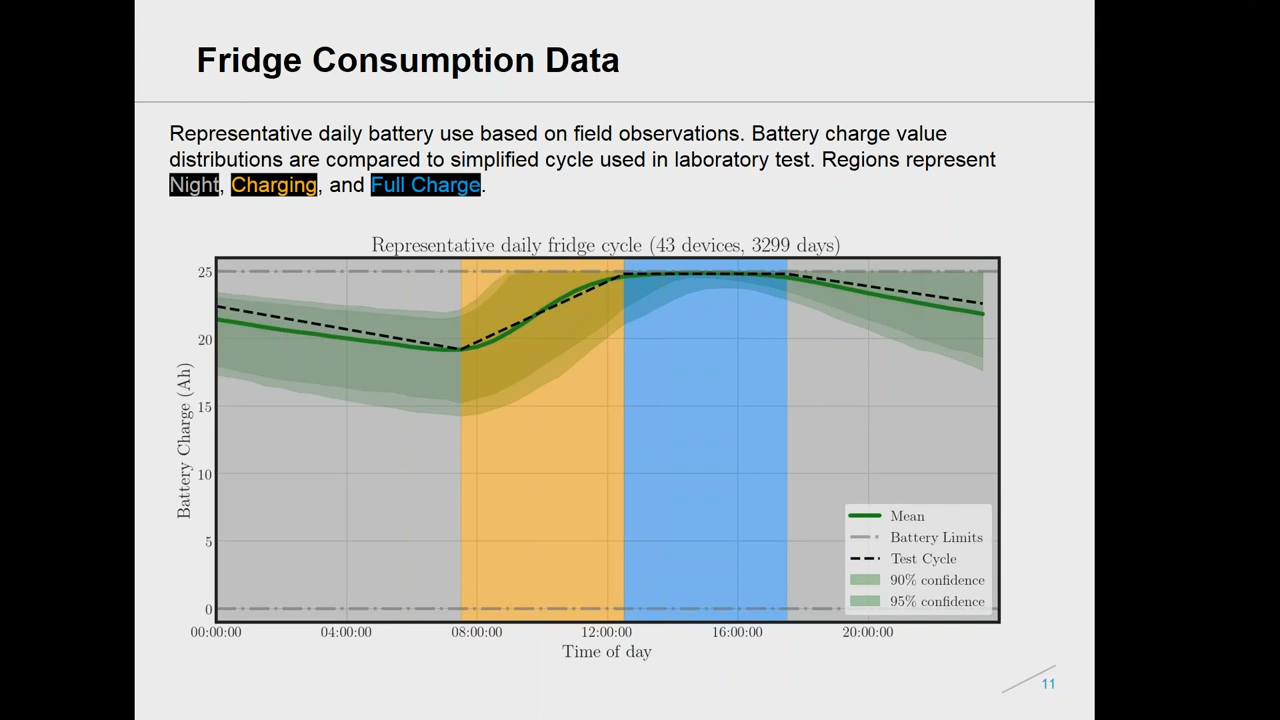 Fridge Consumption Data
Representative daily battery use based on field observations. Battery charge value
distributions are compared to simplified cycle used in laboratory test. Regions represent
Night, Charging, and Full Charge.
Representative daily fridge cycle (43 devices, 3299 days)
25
20
15
10
5
0
Battery Charge (Ah)
Mean
Battery Limits
Test Cycle
90% confidence
95% confidence
00:00:00 04:00:00 08:00:00 12:00:00 16:00:00 20:00:00
Time of day
11